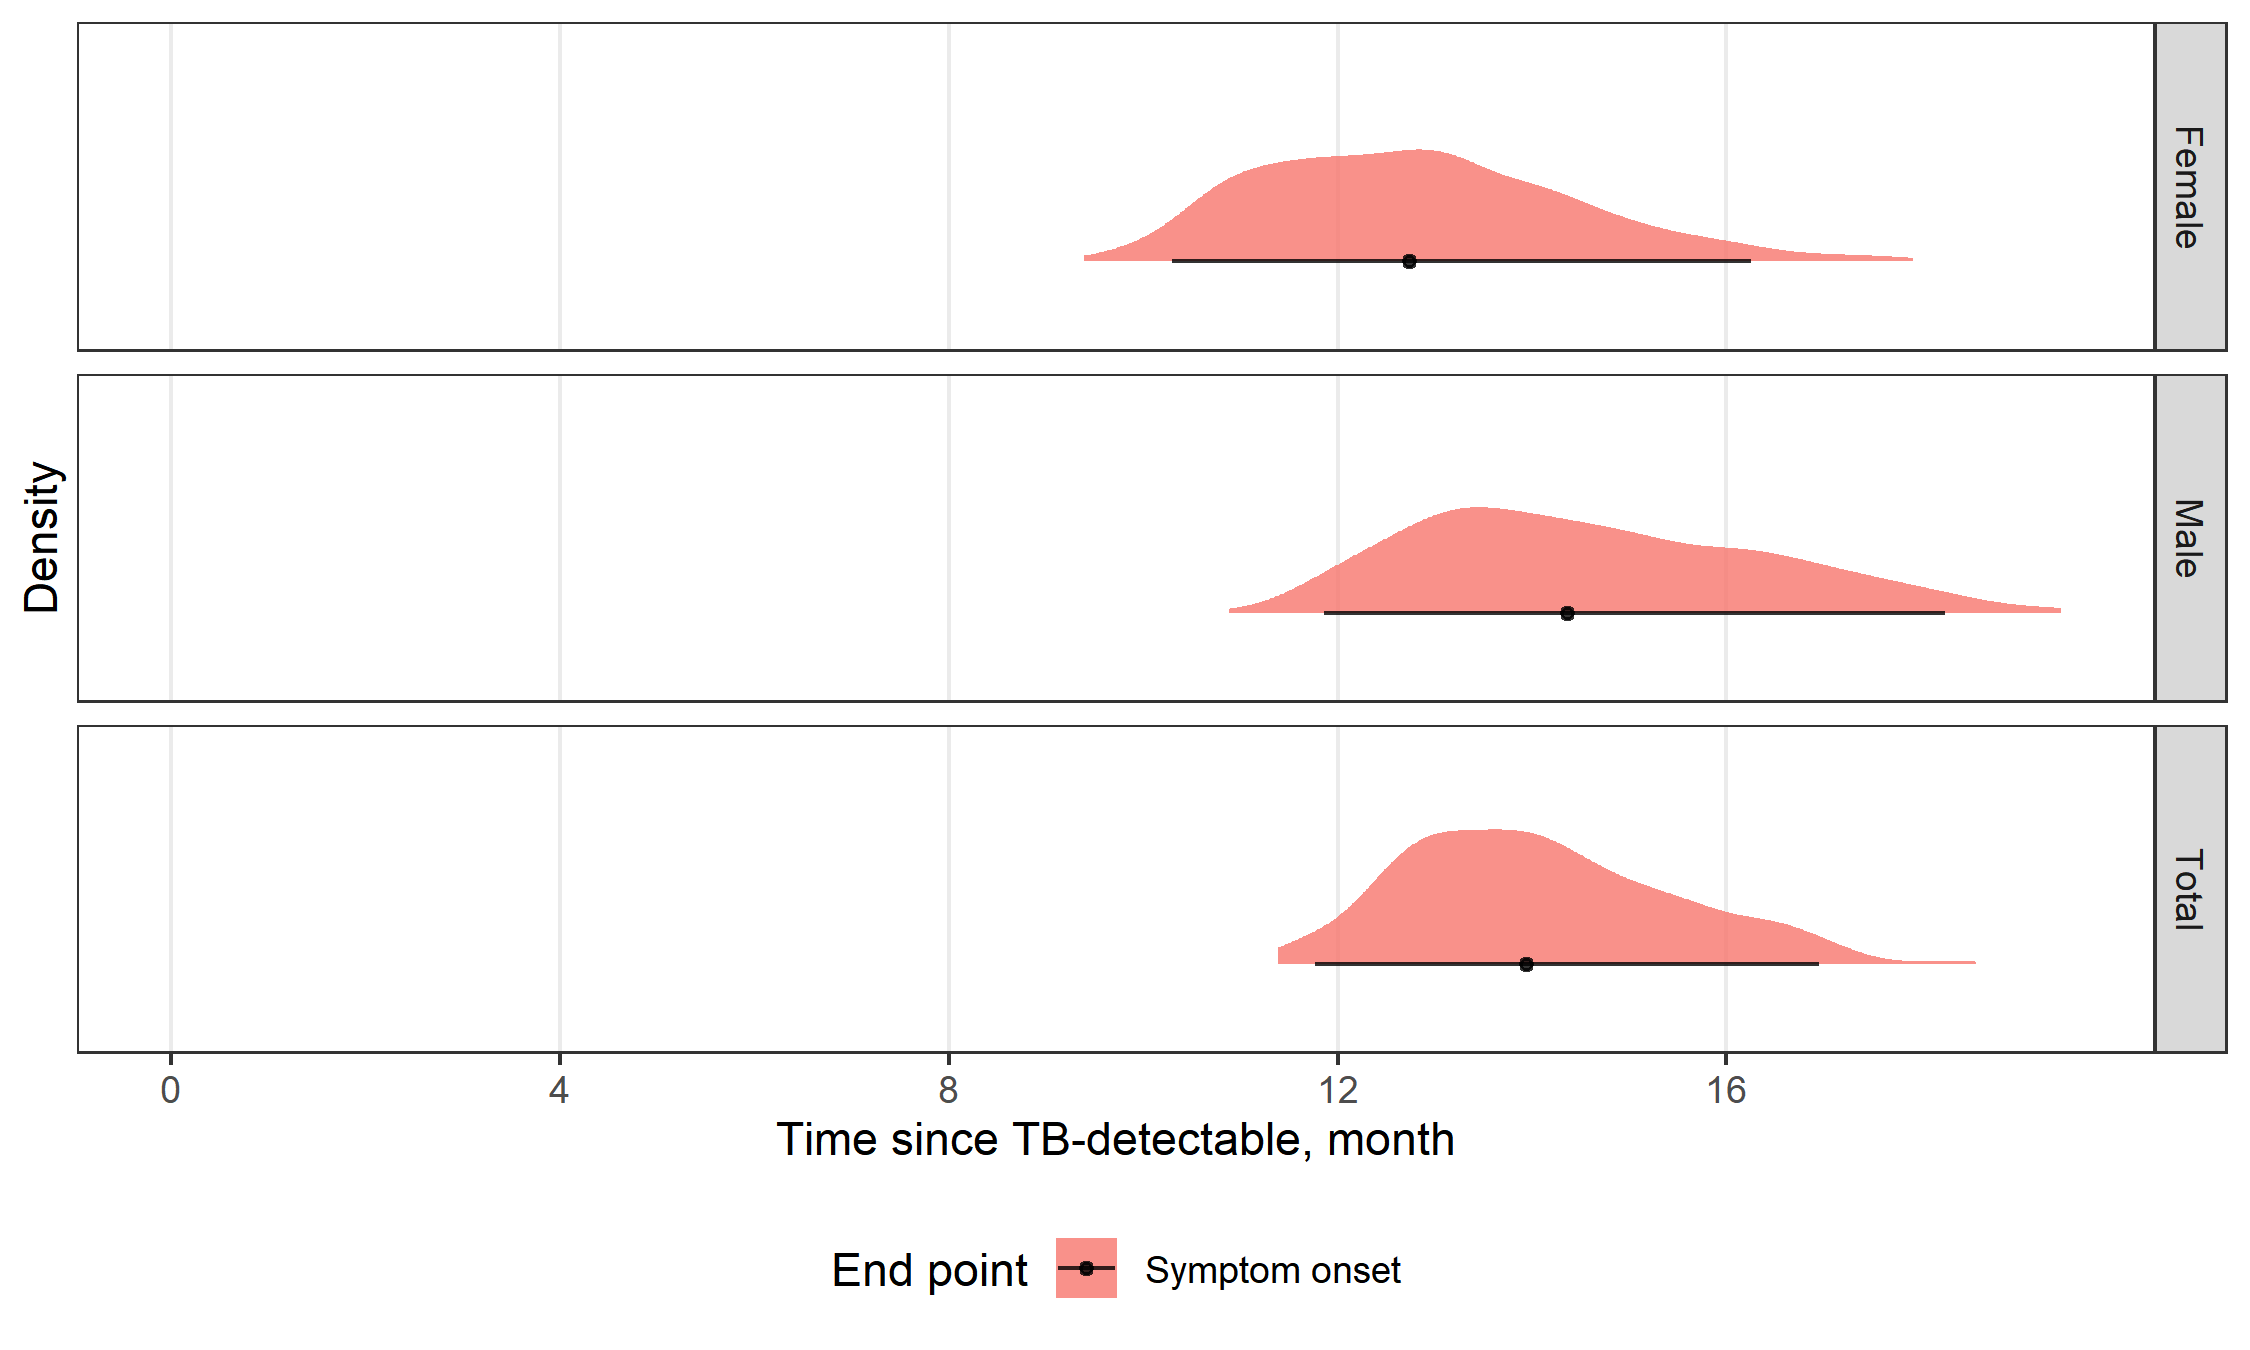 Female
Male
Total
Density
0 4 8 12 16
Time since TB-detectable, month
End point Symptom onset